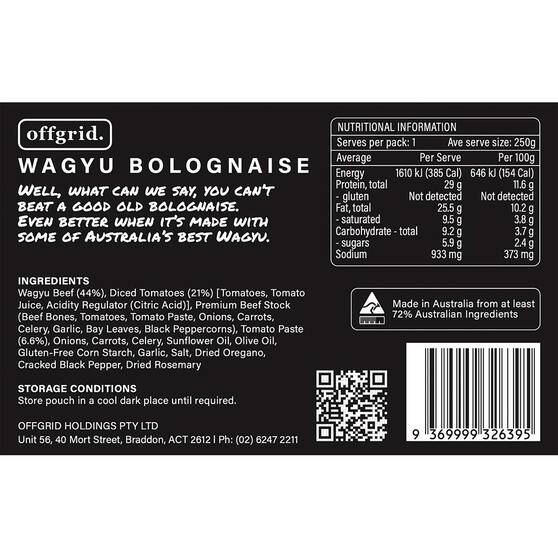 offgrid.
WAGYU BOLOGNAISE
WELL, WHAT CAN WE SAY, YOU CAN'T
BEAT A GOOD OLD BOLOGNAISE.
EVEN BETTER WHEN IT'S MADE WITH
SOME OF AUSTRALIA'S BEST WAGYU.
INGREDIENTS
Wagyu Beef (44%), Diced Tomatoes (21%) [Tomatoes, Tomato
Juice, Acidity Regulator (Citric Acid)], Premium Beef Stock
(Beef Bones, Tomatoes, Tomato Paste, Onions, Carrots,
Celery, Garlic, Bay Leaves, Black Peppercorns), Tomato Paste
(6.6%), Onions, Carrots, Celery, Sunflower Oil, Olive Oil,
Gluten-Free Corn Starch, Garlic, Salt, Dried Oregano,
Cracked Black Pepper, Dried Rosemary
STORAGE CONDITIONS
Store pouch in a cool dark place until required.
OFFGRID HOLDINGS PTY LTD
Unit 56, 40 Mort Street, Braddon, ACT 2612 | Ph: (02) 6247 2211
NUTRITIONAL INFORMATION
Serves per pack: 1 Ave serve size: 250g
Average Per Serve Per 100g
Energy 1610 kJ (385 Cal) 646 kJ (154 Cal)
Protein, total 29 g 11.6 g
- gluten Not detected Not detected
Fat, total 25.5 g 10.2 g
- saturated 9.5 g 3.8 g
Carbohydrate - total 9.2 g 3.7 g
- sugars 5.9 g 2.4 g
Sodium 933 mg 373 mg
Made in Australia from at least
72% Australian Ingredients
9 369999 326395